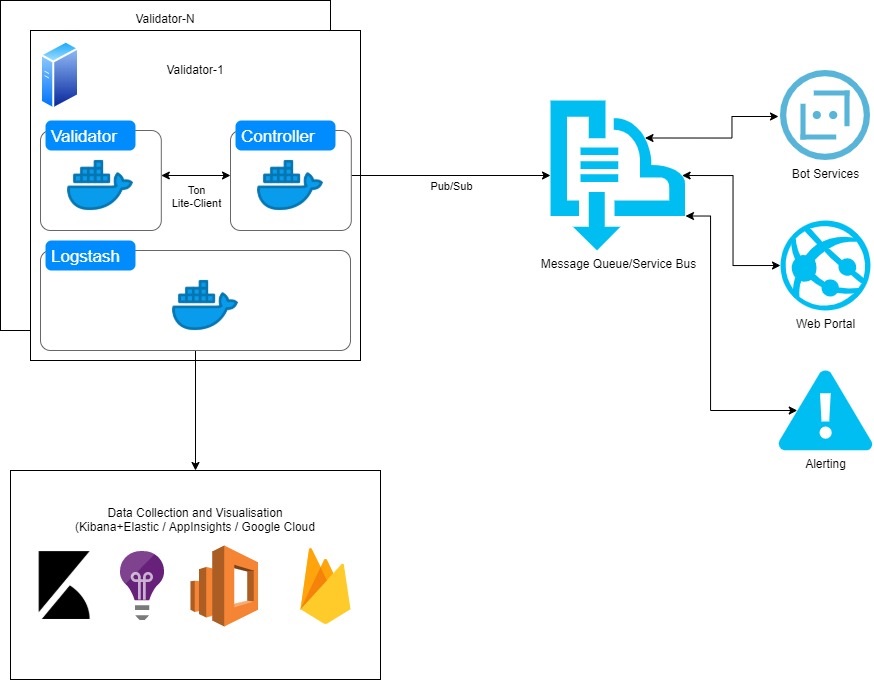 Validator-N
Validator-1
Validator
Controller
Ton
Lite-Client
Logstash
Pub/Sub
Message Queue/Service Bus
Bot Services
Web Portal
Alerting
Data Collection and Visualisation
(Kibana+Elastic / AppInsights / Google Cloud